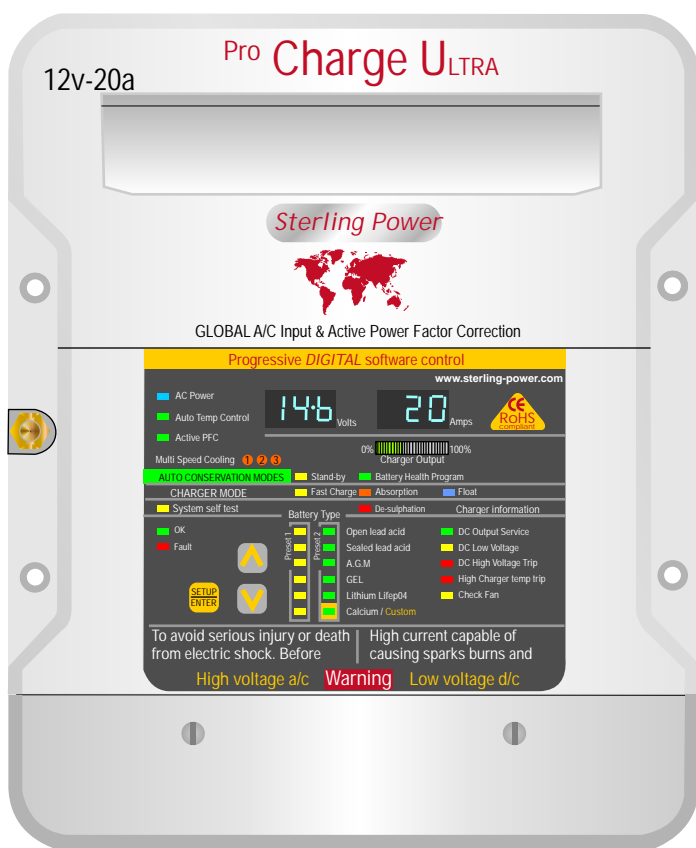 Pro Charge ULTRA
12v-20a
Sterling Power
GLOBAL A/C Input & Active Power Factor Correction
Progressive DIGITAL software control
www.sterling-power.com
AC Power
Auto Temp Control
Active PFC
14.6 Volts
20 Amps
CE
RoHS
compliant
Multi Speed Cooling 1 2 3
0% 100%
Charger Output
AUTO CONSERVATION MODES Stand-by Battery Health Program
CHARGER MODE Fast Charge Absorption Float
System self test Battery Type De-sulphation Charger information
OK
Fault
SETUP
ENTER
Preset 1
Preset 2
Open lead acid
Sealed lead acid
A.G.M
GEL
Lithium Lifep04
Calcium / Custom
DC Output Service
DC Low Voltage
DC High Voltage Trip
High Charger temp trip
Check Fan
To avoid serious injury or death
from electric shock. Before
High current capable of
causing sparks burns and
High voltage a/c Warning Low voltage d/c